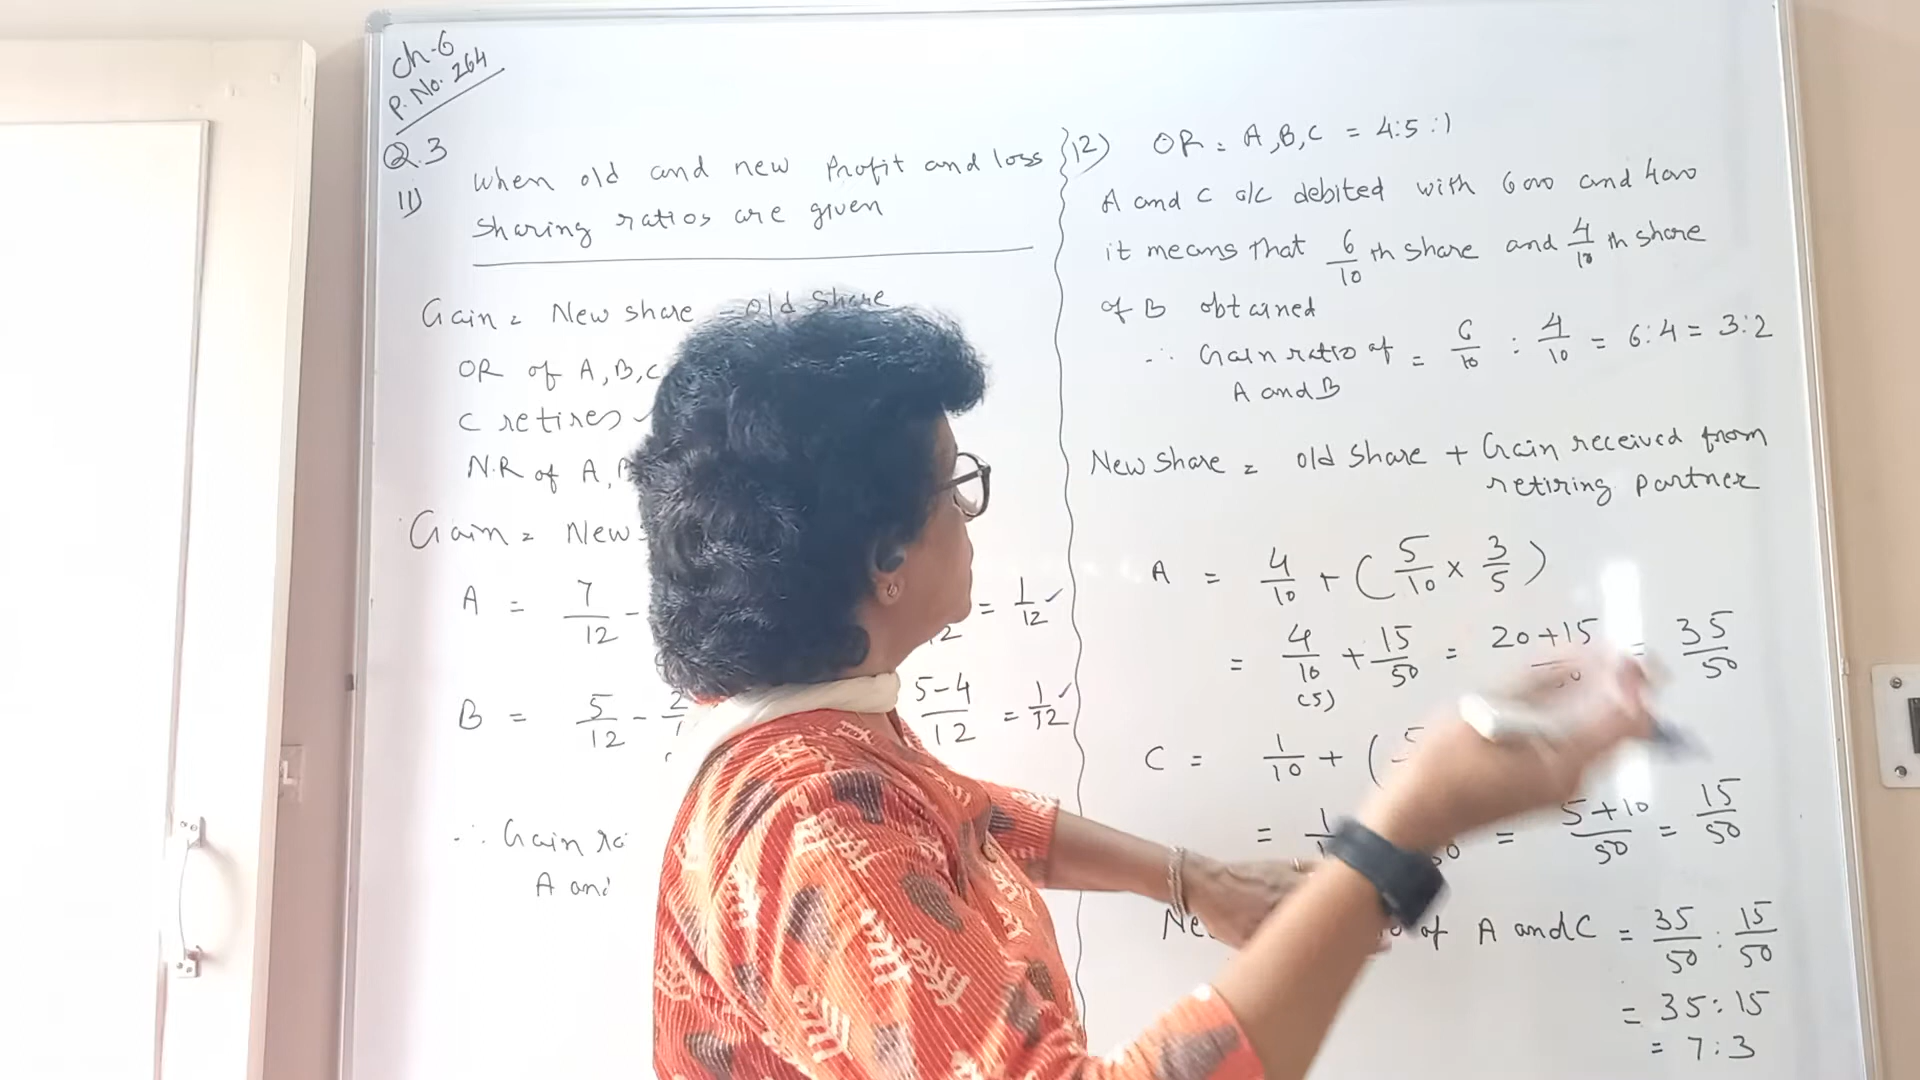 Ch-6
P. No. 264
Q.3
11) When old and new Profit and loss
sharing ratios are given
Gain = New share - old share
OR of A, B, C
C retires
N.R of A,
Gain = New
A = 7/12 - = 1/12 ✓
B = 5/12 - 5-4/12 = 1/12 ✓
∴ Gain ra
A and
12) OR = A, B, C = 4:5:1
A and C a/c debited with 6000 and 4000
it means that 6/10 th share and 4/10 th share
of B obtained
∴ Gain ratio of = 6/10 : 4/10 = 6:4 = 3:2
A and B
New share = old share + Gain received from
retiring partner
A = 4/10 + (5/10 x 3/5)
= 4/10 + 15/50 = 20+15 = 35/50
(5)
C = 1/10 + (5
= 1 = 5+10/50 = 15/50
Ne of A and C = 35/50 : 15/50
= 35:15
= 7:3